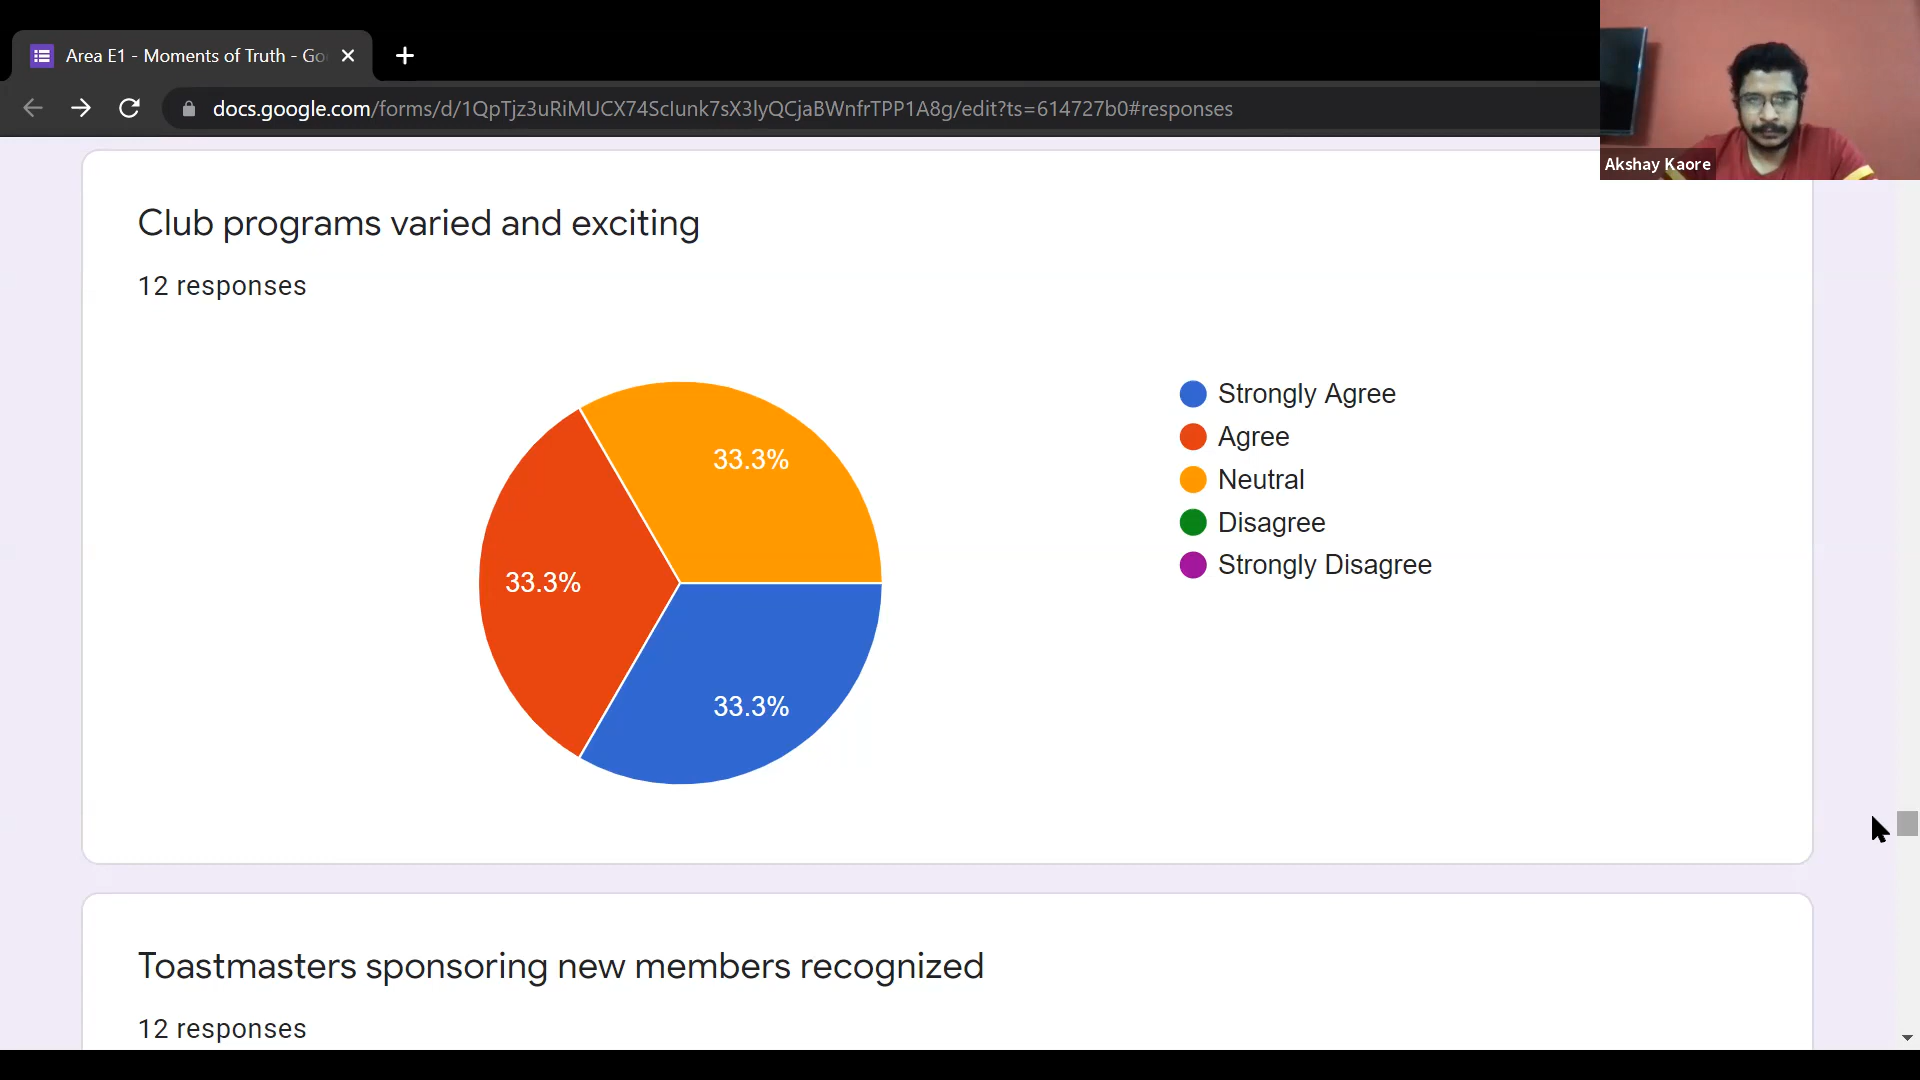 Area E1 - Moments of Truth - Go
docs.google.com/forms/d/1QpTjz3uRiMUCX74ScIunk7sX3lyQCjaBWnfrTPP1A8g/edit?ts=614727b0#responses
Akshay Kaore
Club programs varied and exciting
12 responses
33.3%
33.3%
33.3%
Strongly Agree
Agree
Neutral
Disagree
Strongly Disagree
Toastmasters sponsoring new members recognized
12 responses